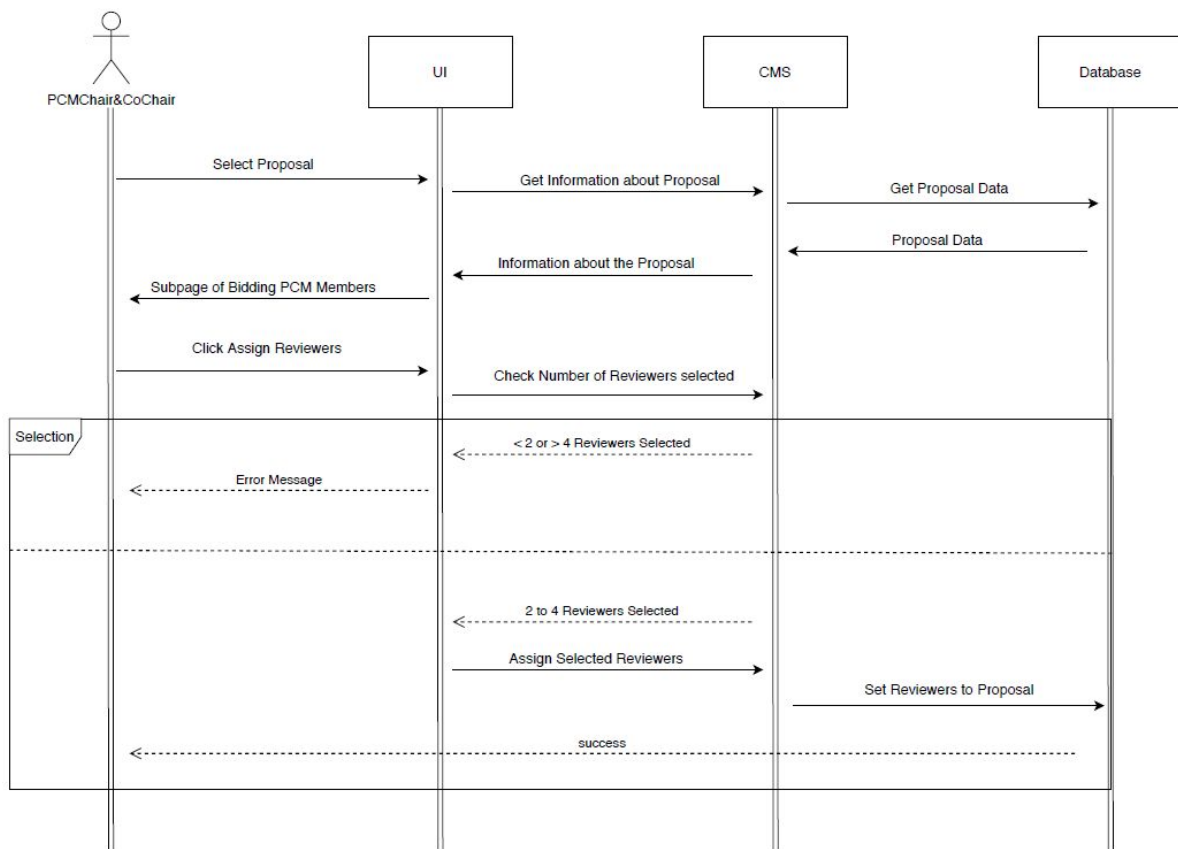 PCMChair&CoChair
UI
CMS
Database
Select Proposal
Get Information about Proposal
Get Proposal Data
Proposal Data
Information about the Proposal
Subpage of Bidding PCM Members
Click Assign Reviewers
Check Number of Reviewers selected
Selection
< 2 or > 4 Reviewers Selected
Error Message
2 to 4 Reviewers Selected
Assign Selected Reviewers
Set Reviewers to Proposal
success